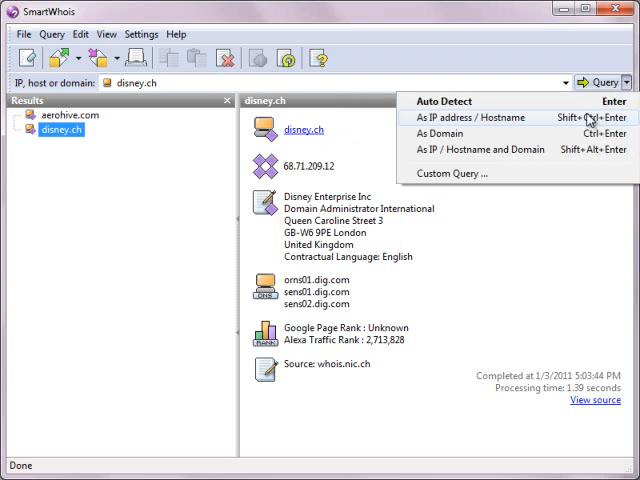 SmartWhois
File Query Edit View Settings Help
IP, host or domain: disney.ch Query
Results
aerohive.com
disney.ch
disney.ch
disney.ch
68.71.209.12
Disney Enterprise Inc
Domain Administrator International
Queen Caroline Street 3
GB-W6 9PE London
United Kingdom
Contractual Language: English
DNS
orns01.dig.com
sens01.dig.com
sens02.dig.com
RANK
Google Page Rank : Unknown
Alexa Traffic Rank : 2,713,828
Source: whois.nic.ch
Completed at 1/3/2011 5:03:44 PM
Processing time: 1.39 seconds
View source
Auto Detect Enter
As IP address / Hostname Shift+Ctrl+Enter
As Domain Ctrl+Enter
As IP / Hostname and Domain Shift+Alt+Enter
Custom Query ...
Done